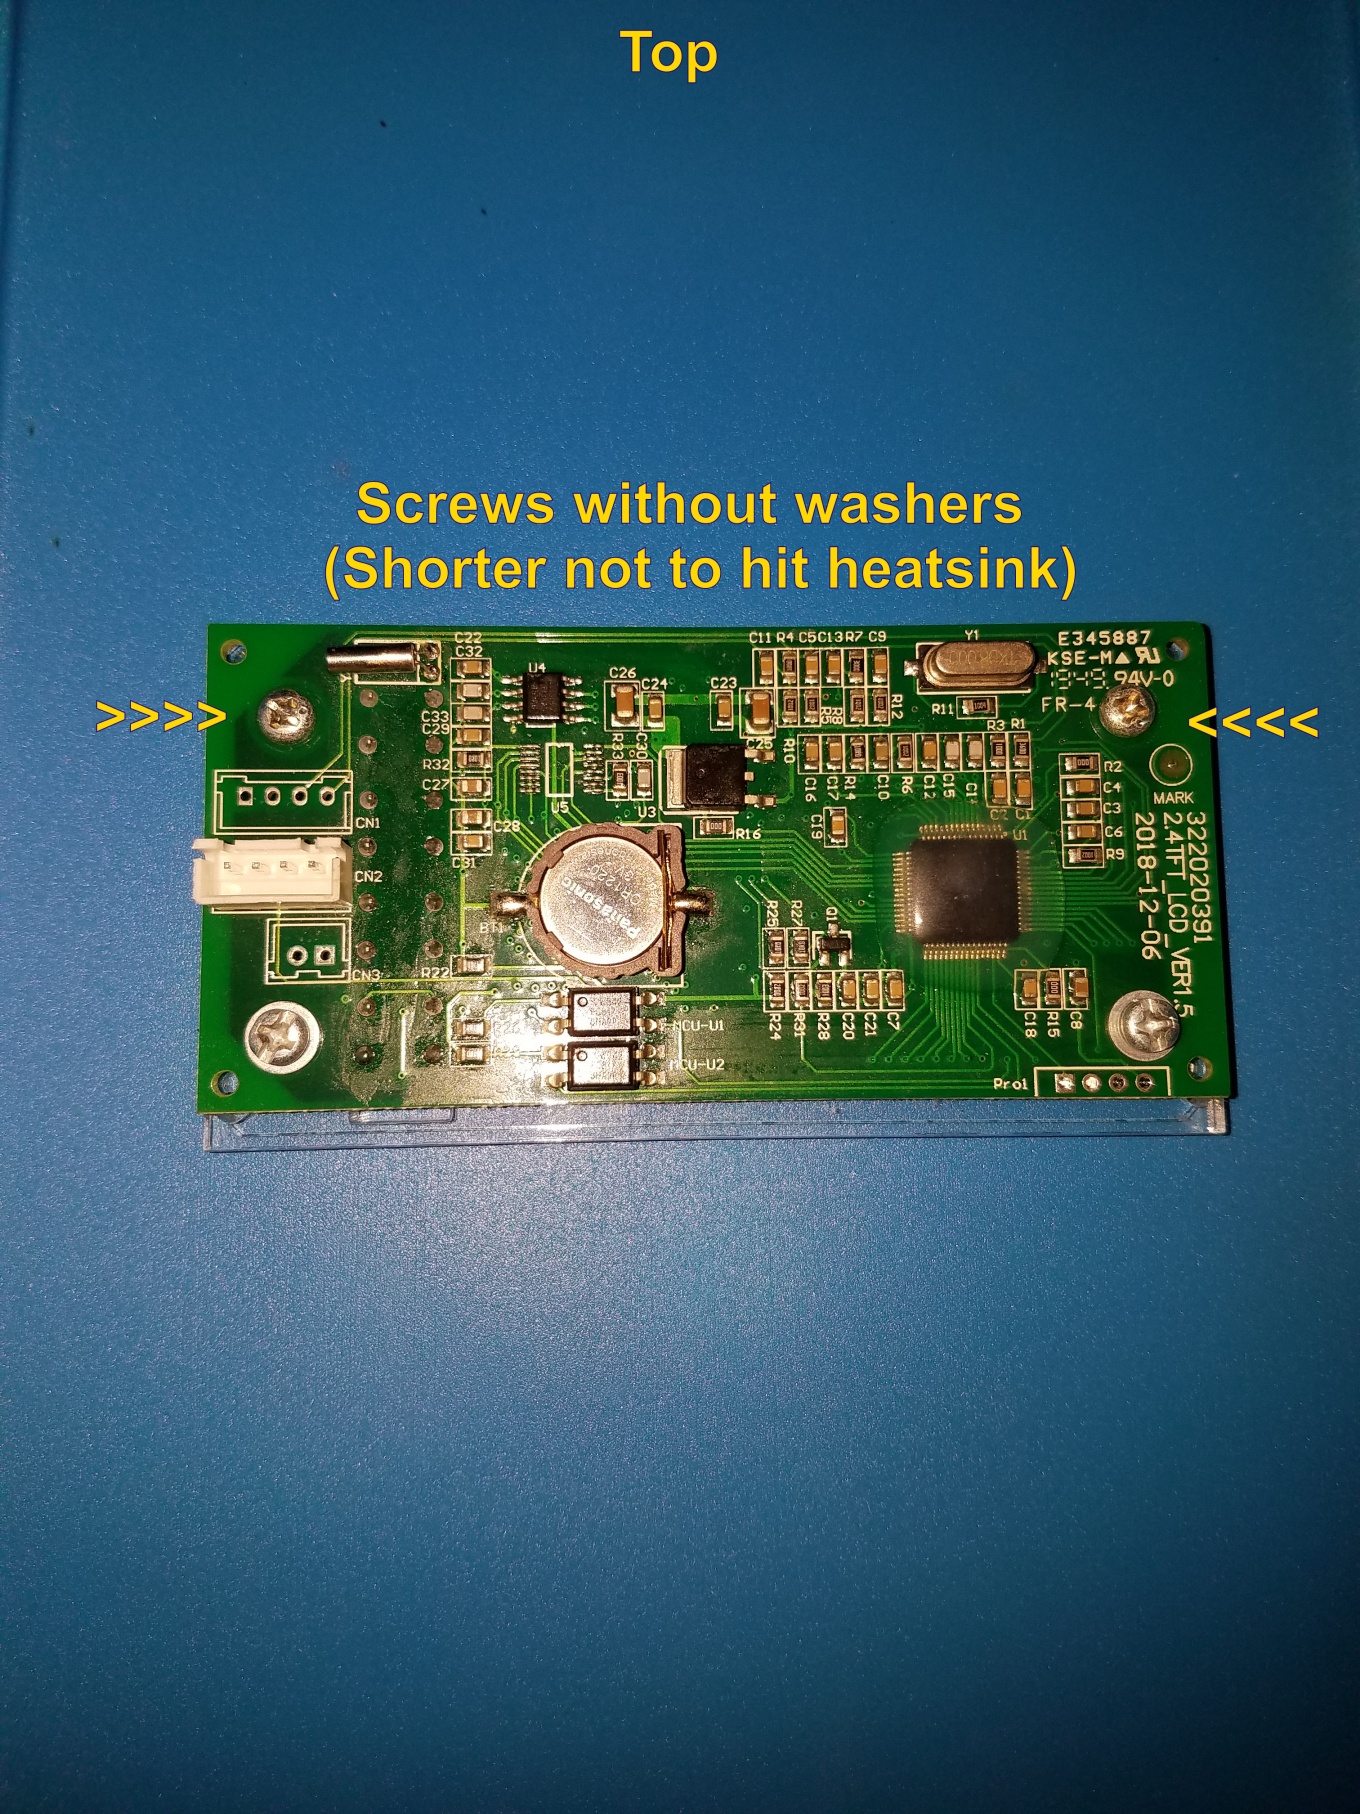 Top
Screws without washers
(Shorter not to hit heatsink)
>>>> <<<<
C22
C32
C33
C29
R32
C27
C28
C31
U4
C26
C24
C23
C25
R33
C30
U3
U5
R16
C11 R4 C5 C13 R7 C9
R5 R8 R12
Y1
R11
R3 R1
R10
C16 C17 R14 C10 R6 C12 C15
C2 C1
C19
U1
E345887
KSE-M
94V-0
FR-4
R2
C4
C3
C6
R9
MARK
322020391
2.4TFT_LCD_VER1.5
2018-12-06
CN1
CN2
CN3
BT1
Panasonic
R22
MCU-U1
MCU-U2
R25 R27 Q1
R24 R31 R28 C20 C21 C7
C18 R15 C8
Pro1